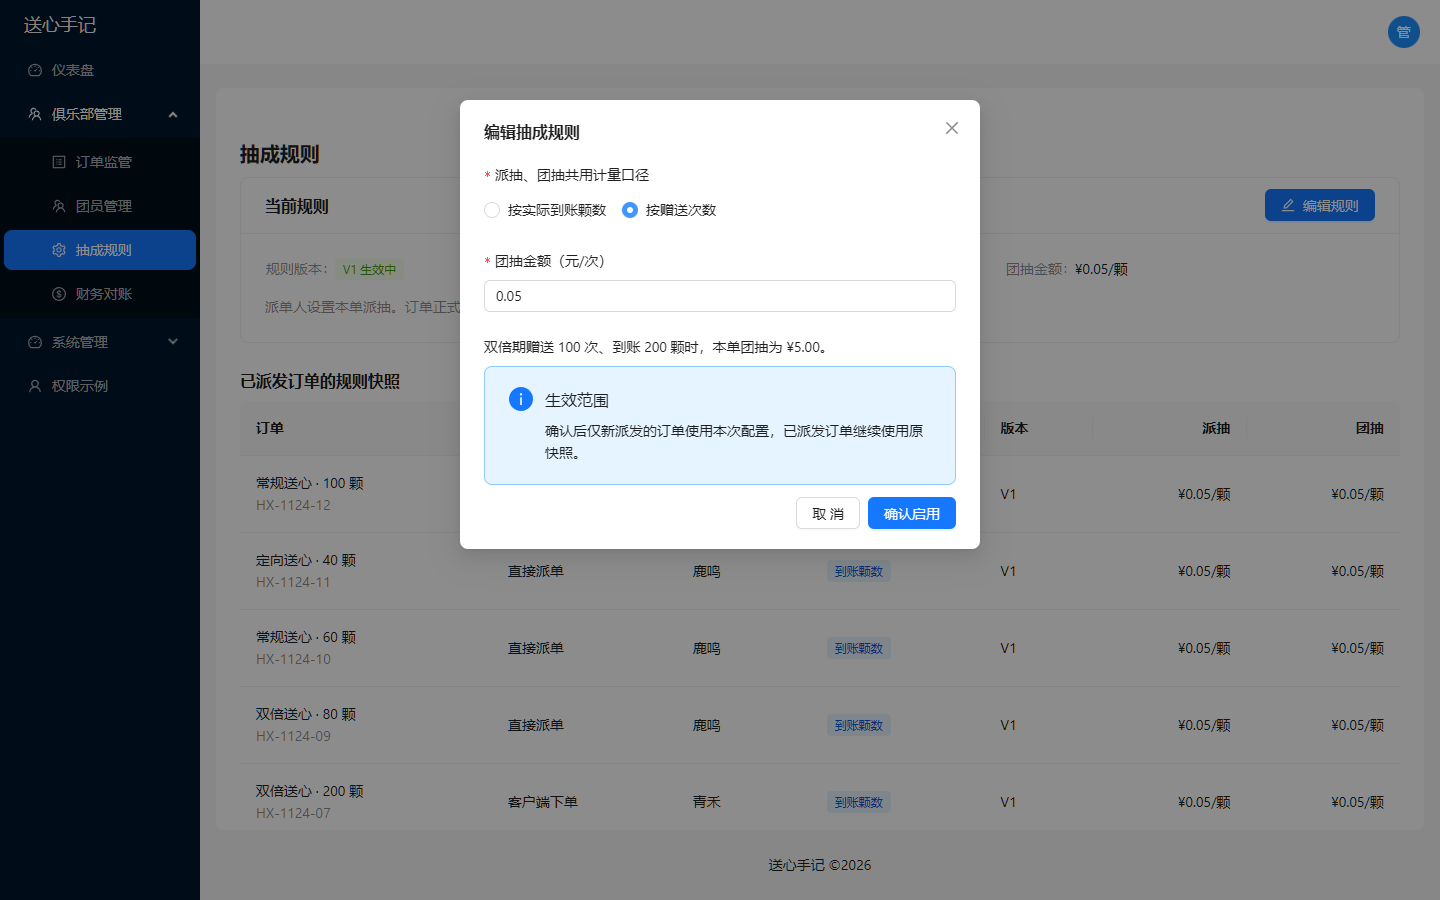 送心手记
管
仪表盘
俱乐部管理
订单监管
团员管理
抽成规则
财务对账
系统管理
权限示例
抽成规则
当前规则
编辑规则
规则版本：
V1 生效中
团抽金额：¥0.05/颗
派单人设置本单派抽。订单正式
已派发订单的规则快照
订单
版本
派抽
团抽
常规送心 · 100 颗
HX-1124-12
V1
¥0.05/颗
¥0.05/颗
定向送心 · 40 颗
HX-1124-11
直接派单
鹿鸣
到账颗数
V1
¥0.05/颗
¥0.05/颗
常规送心 · 60 颗
HX-1124-10
直接派单
鹿鸣
到账颗数
V1
¥0.05/颗
¥0.05/颗
双倍送心 · 80 颗
HX-1124-09
直接派单
鹿鸣
到账颗数
V1
¥0.05/颗
¥0.05/颗
双倍送心 · 200 颗
HX-1124-07
客户端下单
青禾
到账颗数
V1
¥0.05/颗
¥0.05/颗
送心手记 ©2026
编辑抽成规则
* 派抽、团抽共用计量口径
按实际到账颗数
按赠送次数
* 团抽金额（元/次）
0.05
双倍期赠送 100 次、到账 200 颗时，本单团抽为 ¥5.00。
生效范围
确认后仅新派发的订单使用本次配置，已派发订单继续使用原
快照。
取 消
确认启用